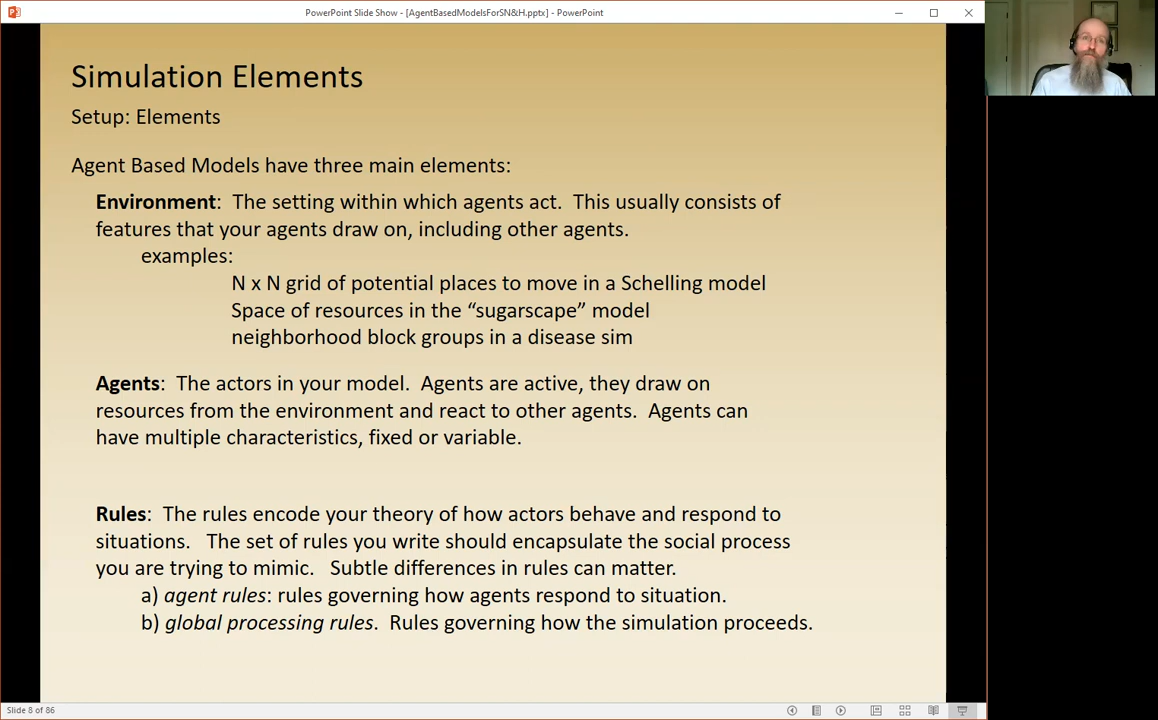 PowerPoint Slide Show - [AgentBasedModelsForSN&H.pptx] - PowerPoint
Simulation Elements
Setup: Elements
Agent Based Models have three main elements:
Environment: The setting within which agents act. This usually consists of
features that your agents draw on, including other agents.
examples:
N x N grid of potential places to move in a Schelling model
Space of resources in the “sugarscape” model
neighborhood block groups in a disease sim
Agents: The actors in your model. Agents are active, they draw on
resources from the environment and react to other agents. Agents can
have multiple characteristics, fixed or variable.
Rules: The rules encode your theory of how actors behave and respond to
situations. The set of rules you write should encapsulate the social process
you are trying to mimic. Subtle differences in rules can matter.
a) agent rules: rules governing how agents respond to situation.
b) global processing rules. Rules governing how the simulation proceeds.
Slide 8 of 86